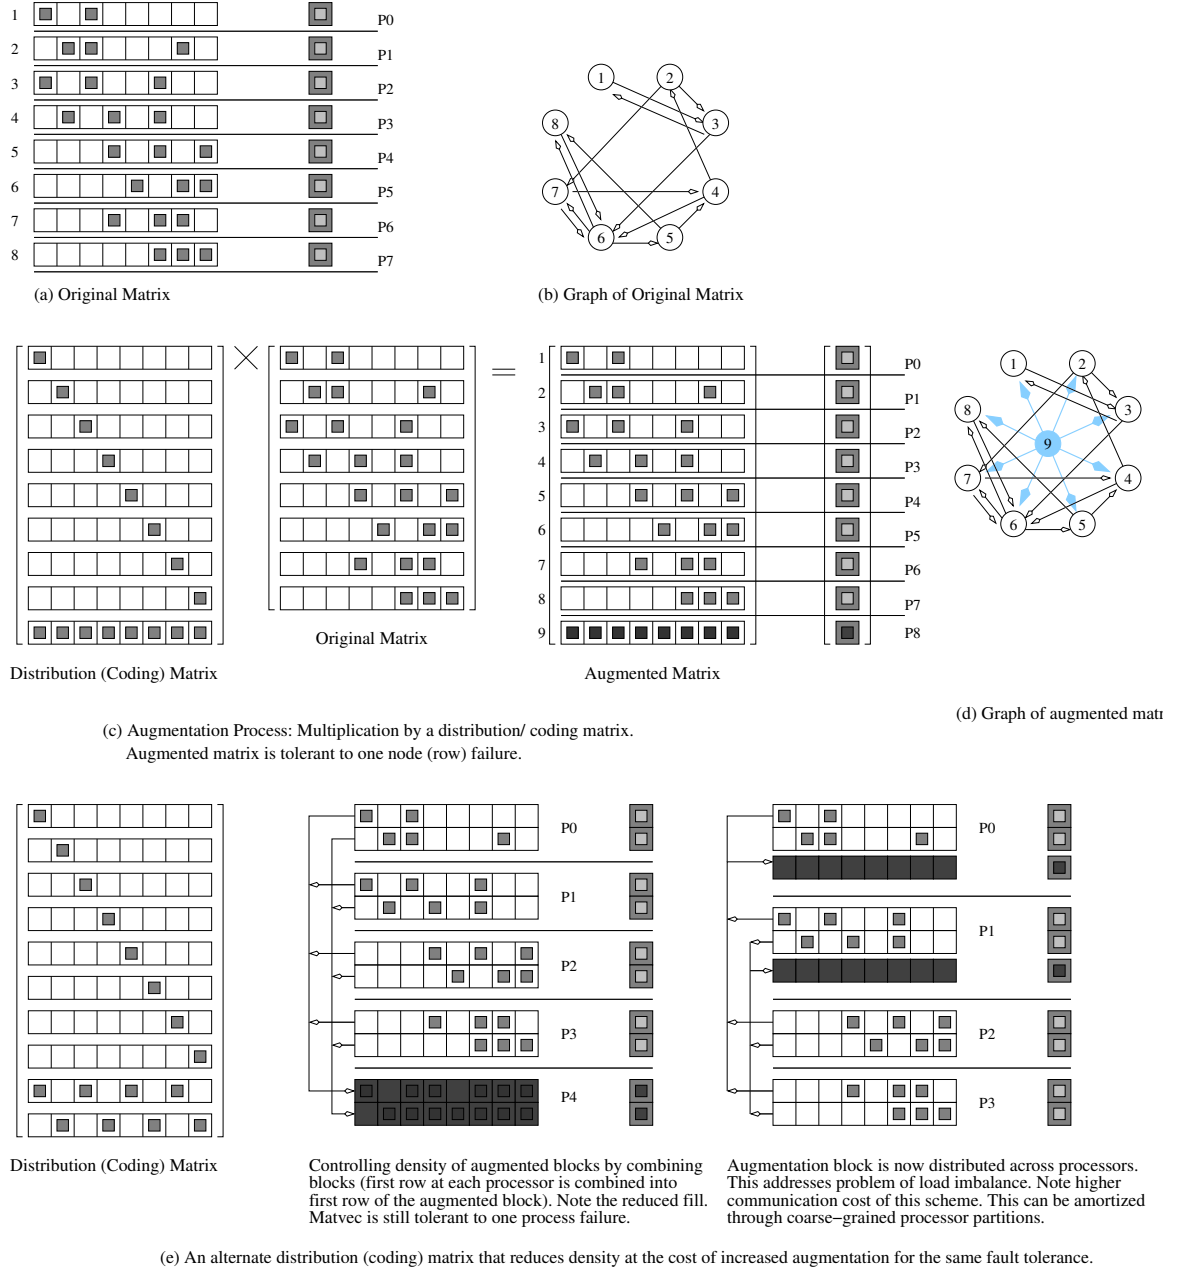 1
P0
2
P1
3
P2
4
P3
5
P4
6
P5
7
P6
8
P7
(a) Original Matrix
1
2
8
3
7
4
6
5
(b) Graph of Original Matrix
1
P0
2
P1
3
P2
4
P3
5
P4
6
P5
7
P6
8
P7
9
P8
Distribution (Coding) Matrix
Original Matrix
Augmented Matrix
1
2
8
3
9
7
4
6
5
(d) Graph of augmented matr
(c) Augmentation Process: Multiplication by a distribution/ coding matrix.
Augmented matrix is tolerant to one node (row) failure.
P0
P1
P2
P3
P4
P0
P1
P2
P3
Distribution (Coding) Matrix
Controlling density of augmented blocks by combining
blocks (first row at each processor is combined into
first row of the augmented block). Note the reduced fill.
Matvec is still tolerant to one process failure.
Augmentation block is now distributed across processors.
This addresses problem of load imbalance. Note higher
communication cost of this scheme. This can be amortized
through coarse−grained processor partitions.
(e) An alternate distribution (coding) matrix that reduces density at the cost of increased augmentation for the same fault tolerance.